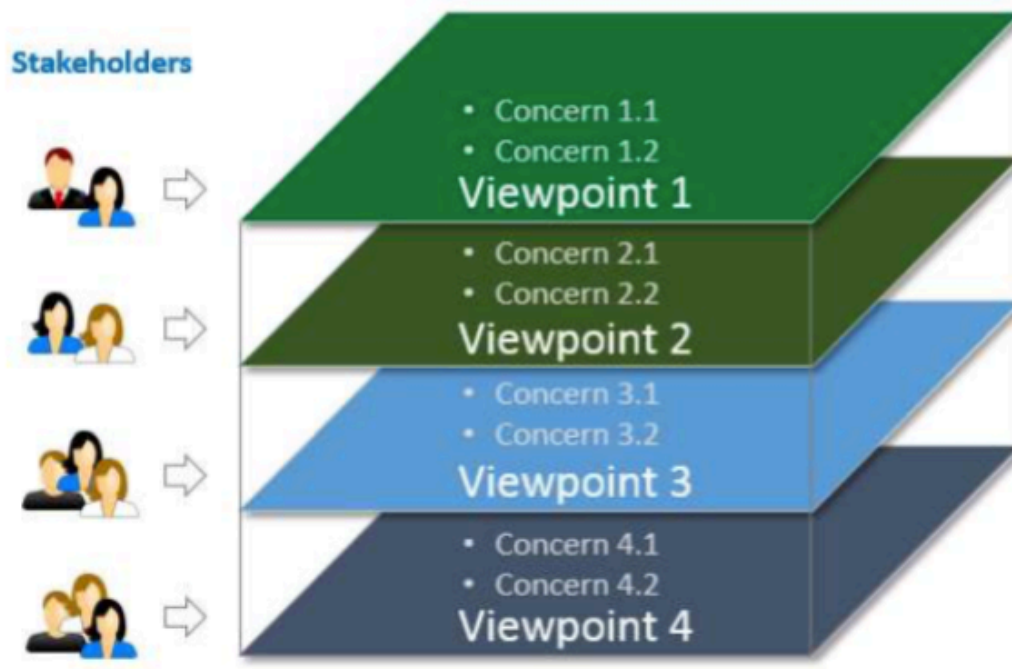 Stakeholders
• Concern 1.1
• Concern 1.2
Viewpoint 1
• Concern 2.1
• Concern 2.2
Viewpoint 2
• Concern 3.1
• Concern 3.2
Viewpoint 3
• Concern 4.1
• Concern 4.2
Viewpoint 4